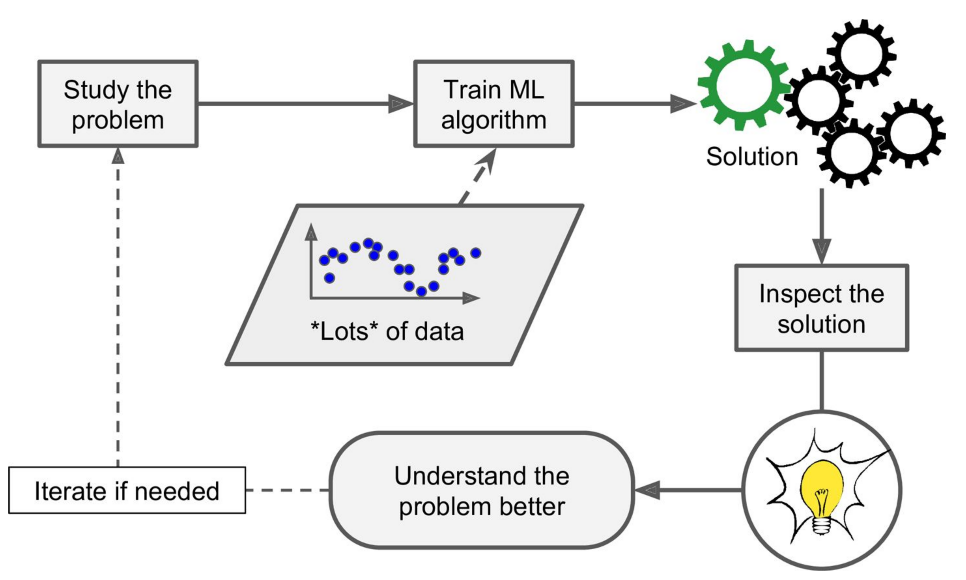 Study the
problem
Train ML
algorithm
Solution
*Lots* of data
Inspect the
solution
Understand the
problem better
Iterate if needed